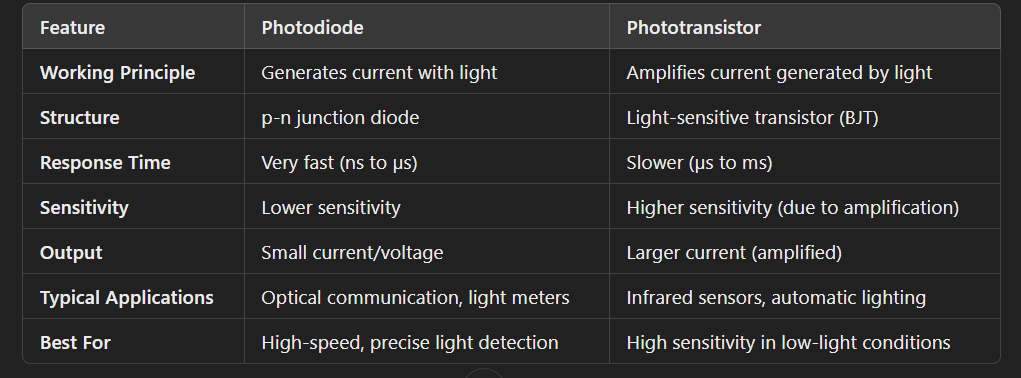 Feature Photodiode Phototransistor
Working Principle Generates current with light Amplifies current generated by light
Structure p-n junction diode Light-sensitive transistor (BJT)
Response Time Very fast (ns to µs) Slower (µs to ms)
Sensitivity Lower sensitivity Higher sensitivity (due to amplification)
Output Small current/voltage Larger current (amplified)
Typical Applications Optical communication, light meters Infrared sensors, automatic lighting
Best For High-speed, precise light detection High sensitivity in low-light conditions